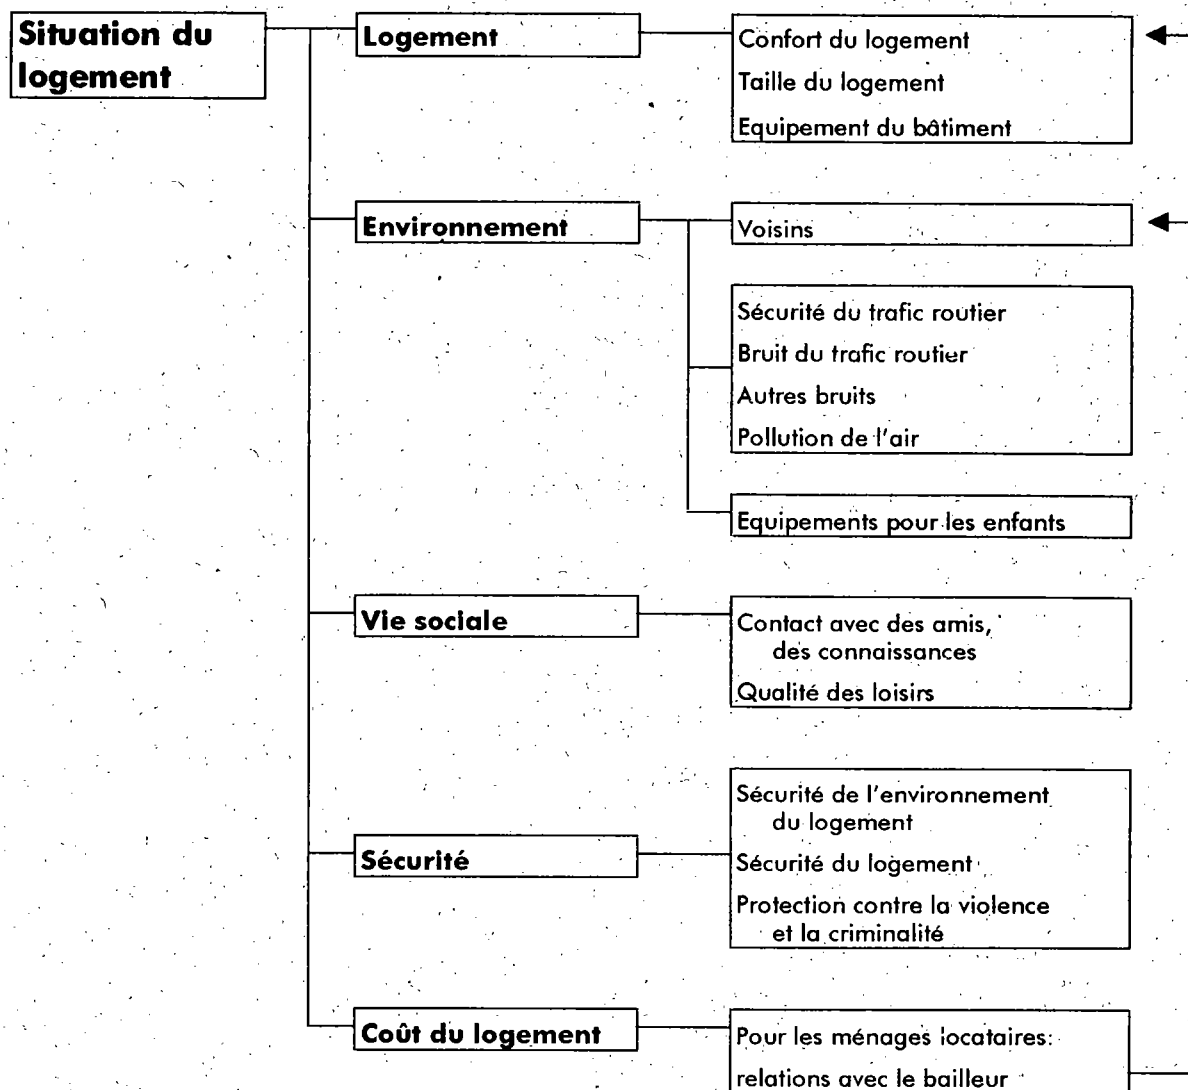 Situation du
logement
Logement
Confort du logement
Taille du logement
Equipement du bâtiment
Environnement
Voisins
Sécurité du trafic routier
Bruit du trafic routier
Autres bruits
Pollution de l'air
Equipements pour les enfants
Vie sociale
Contact avec des amis,
des connaissances
Qualité des loisirs
Sécurité
Sécurité de l'environnement
du logement
Sécurité du logement
Protection contre la violence
et la criminalité
Coût du logement
Pour les ménages locataires:
relations avec le bailleur